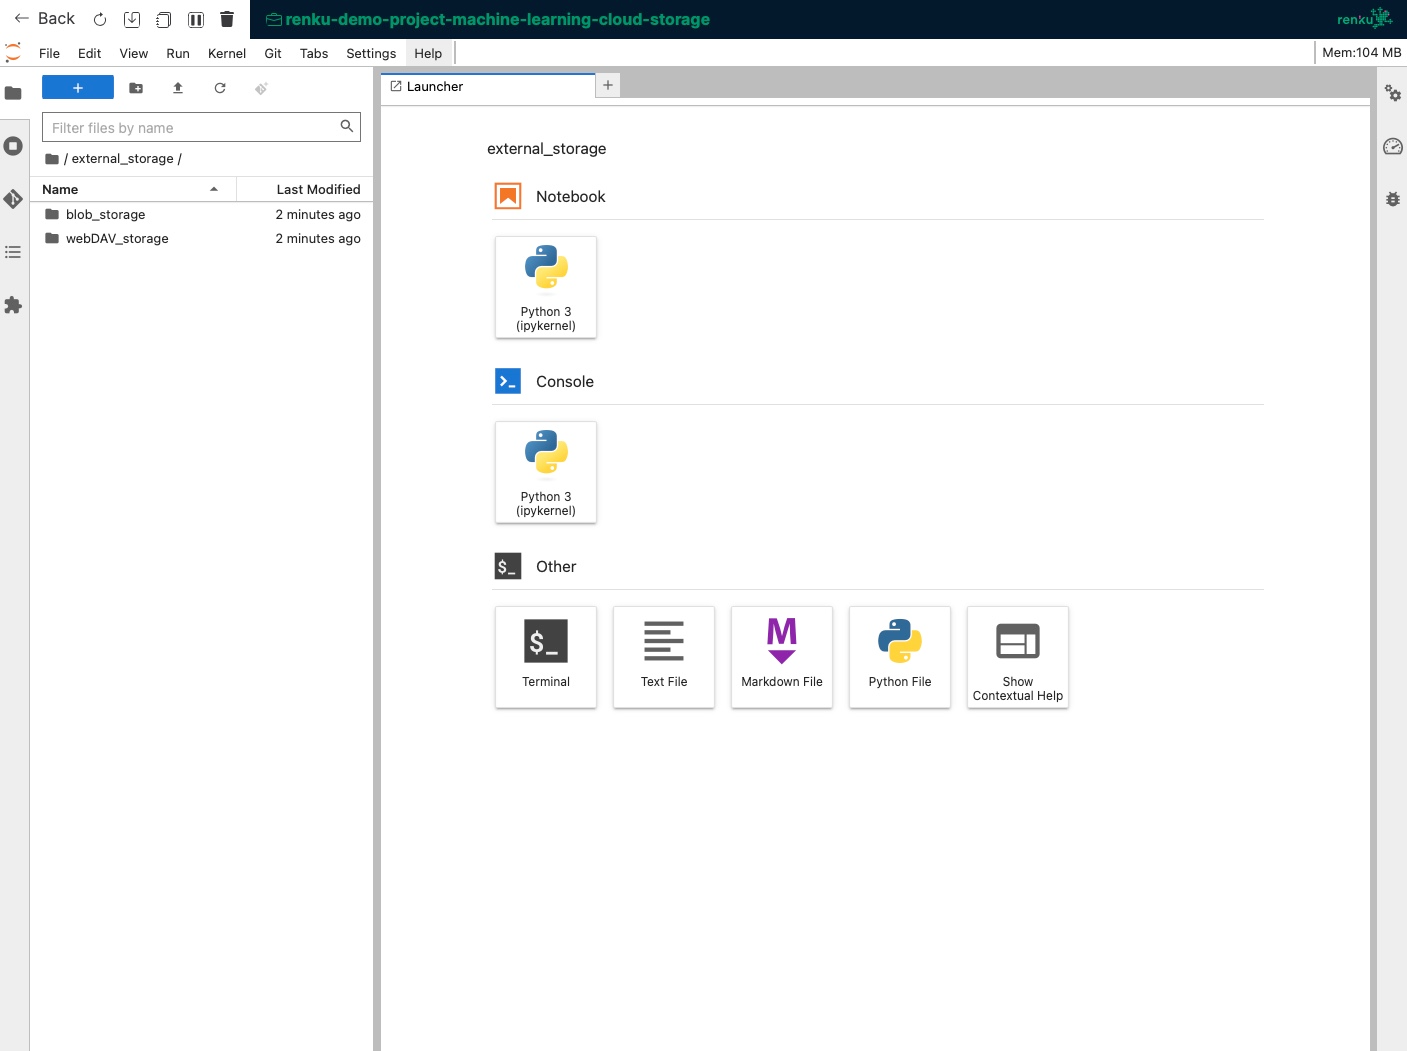 Back
renku-demo-project-machine-learning-cloud-storage
renku
File Edit View Run Kernel Git Tabs Settings Help
Mem:104 MB
+
Launcher
+
Filter files by name
/ external_storage /
Name Last Modified
blob_storage 2 minutes ago
webDAV_storage 2 minutes ago
external_storage
Notebook
Python 3
(ipykernel)
Console
Python 3
(ipykernel)
$_ Other
$_
Terminal
Text File
M
Markdown File
Python File
Show
Contextual Help